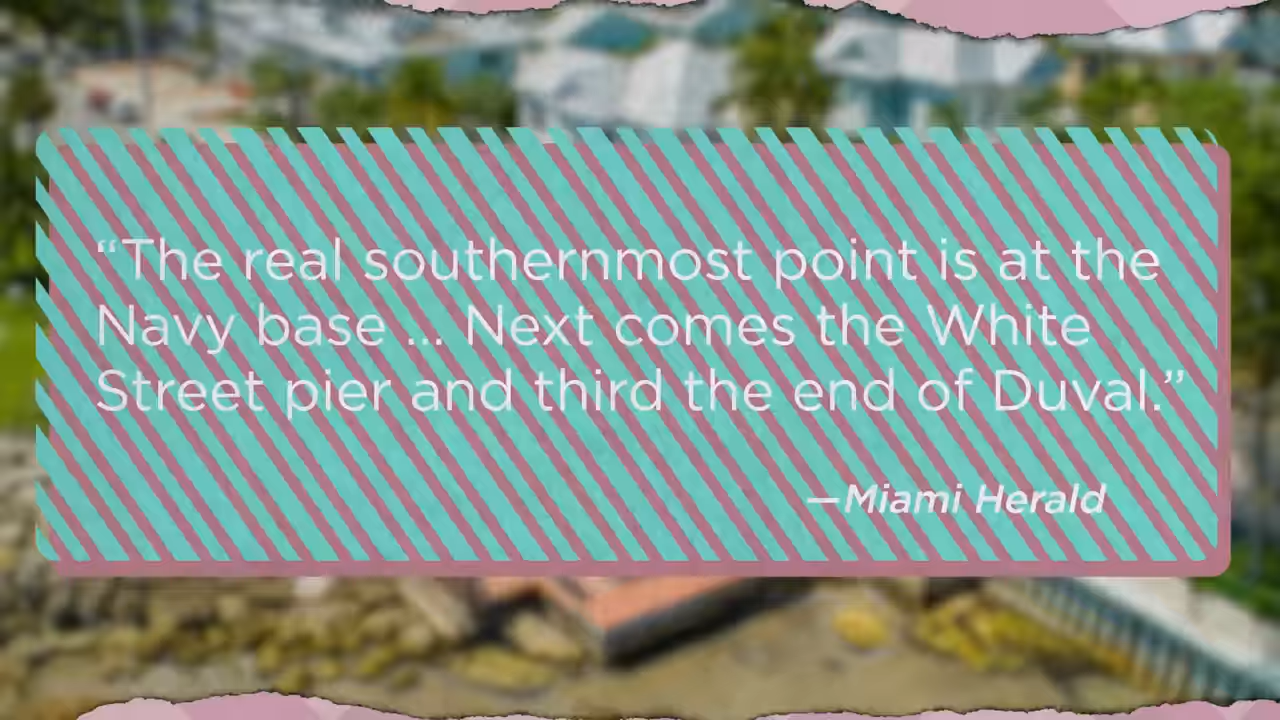 “The real southernmost point is at the
Navy base ... Next comes the White
Street pier and third the end of Duval.”
—Miami Herald